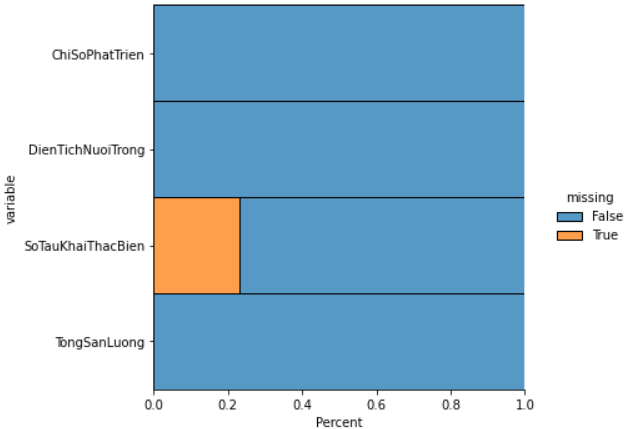 ChiSoPhatTrien
DienTichNuoiTrong
SoTauKhaiThacBien
TongSanLuong
variable
0.0 0.2 0.4 0.6 0.8 1.0
Percent
missing
False
True